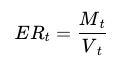 ER_t = \frac{M_t}{V_t}